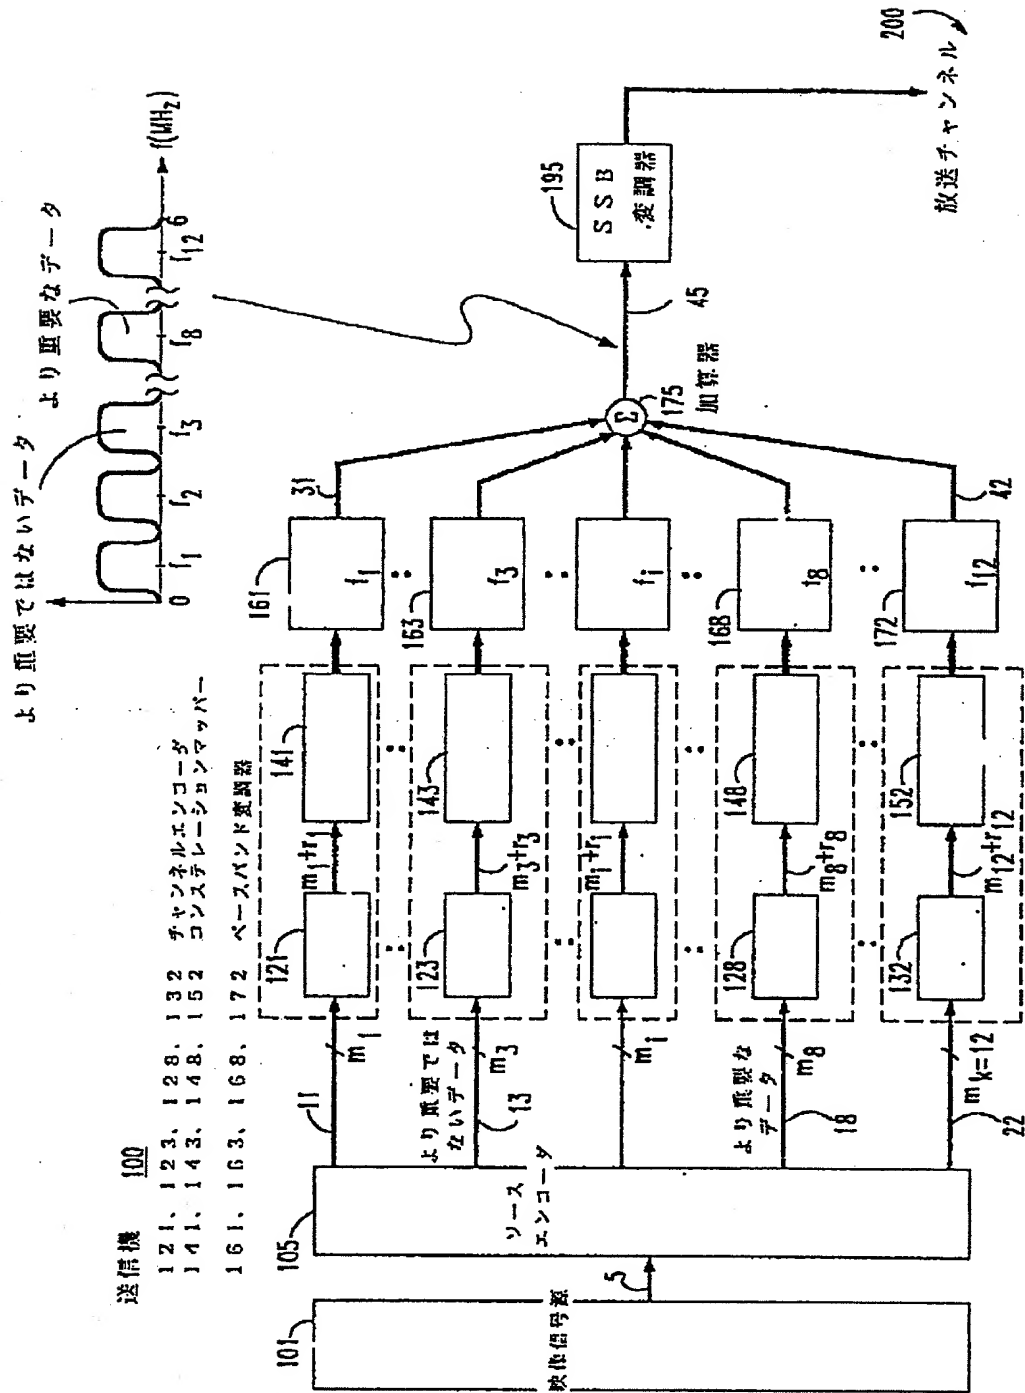 送信機 100
121、123、128、132 チャンネルエンコーダ
141、143、148、152 コンステレーションマッパー
161、163、168、172 ベースバンド変調器
より重要ではないデータ
より重要なデータ
0
f1
f2
f3
f8
f12
6
f(MHz)
101
映像信号源
5
105
ソース
エンコーダ
11
m1
121
m1+r1
141
161
f1
31
より重要では
ないデータ
13
m3
123
m3+r3
143
163
f3
mi
mi+ri
fi
より重要な
データ
18
m8
128
m8+r8
148
168
f8
22
mk=12
132
m12+r12
152
172
f12
42
Σ
175
加算器
45
195
SSB
変調器
放送チャンネル
200